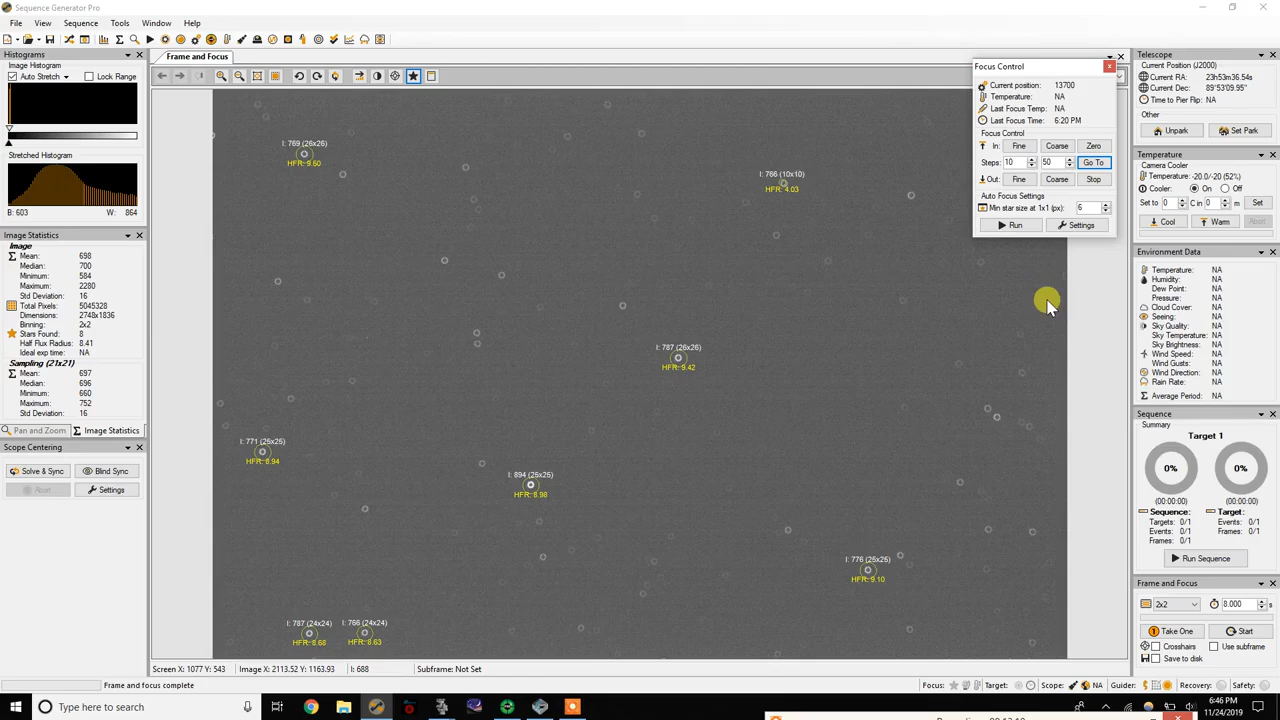 Sequence Generator Pro
File View Sequence Tools Window Help
Histograms
Image Histogram
Auto Stretch Lock Range
Stretched Histogram
B: 603 W: 864
Image Statistics
Image
Mean: 698
Median: 700
Minimum: 584
Maximum: 2280
Std Deviation: 16
Total Pixels: 5045328
Dimensions: 2748x1836
Binning: 2x2
Stars Found: 8
Half Flux Radius: 8.41
Ideal exp time: NA
Sampling (21x21)
Mean: 697
Median: 696
Minimum: 660
Maximum: 752
Std Deviation: 16
Pan and Zoom Image Statistics
Scope Centering
Solve & Sync Blind Sync
Abort Settings
Frame and Focus
I: 769 (26x26)
HFR: 9.60
I: 766 (10x10)
HFR: 4.03
I: 787 (26x26)
HFR: 9.42
I: 771 (25x25)
HFR: 8.94
I: 894 (25x25)
HFR: 8.98
I: 776 (25x25)
HFR: 9.10
I: 787 (24x24)
HFR: 8.68
I: 766 (24x24)
HFR: 8.63
Focus Control
Current position: 13700
Temperature: NA
Last Focus Temp: NA
Last Focus Time: 6:20 PM
Focus Control
In: Fine Coarse Zero
Steps: 10 50 Go To
Out: Fine Coarse Stop
Auto Focus Settings
Min star size at 1x1 (px): 6
Run Settings
Telescope
Current Position (J2000)
Current RA: 23h53m36.54s
Current Dec: 89°53'09.95"
Time to Pier Flip: NA
Other
Unpark Set Park
Temperature
Camera Cooler
Temperature: -20.0/-20 (52%)
Cooler: On Off
Set to 0 C in 0 m Set
Cool Warm Abort
Environment Data
Temperature: NA
Humidity: NA
Dew Point: NA
Pressure: NA
Cloud Cover: NA
Seeing: NA
Sky Quality: NA
Sky Temperature: NA
Sky Brightness: NA
Wind Speed: NA
Wind Gusts: NA
Wind Direction: NA
Rain Rate: NA
Average Period: NA
Sequence
Summary
Target 1
0% 0%
(00:00:00) (00:00:00)
Sequence: Target:
Targets: 0/1 Events: 0/1
Events: 0/1 Frames: 0/1
Frames: 0/1
Run Sequence
Frame and Focus
2x2 8.000 s
Take One Start
Crosshairs Use subframe
Save to disk
Screen X: 1077 Y: 543 Image X: 2113.52 Y: 1163.93 I: 688 Subframe: Not Set
Frame and focus complete
Focus: Target: Scope: NA Guider: Recovery: Safety:
Type here to search
6:46 PM
11/24/2019